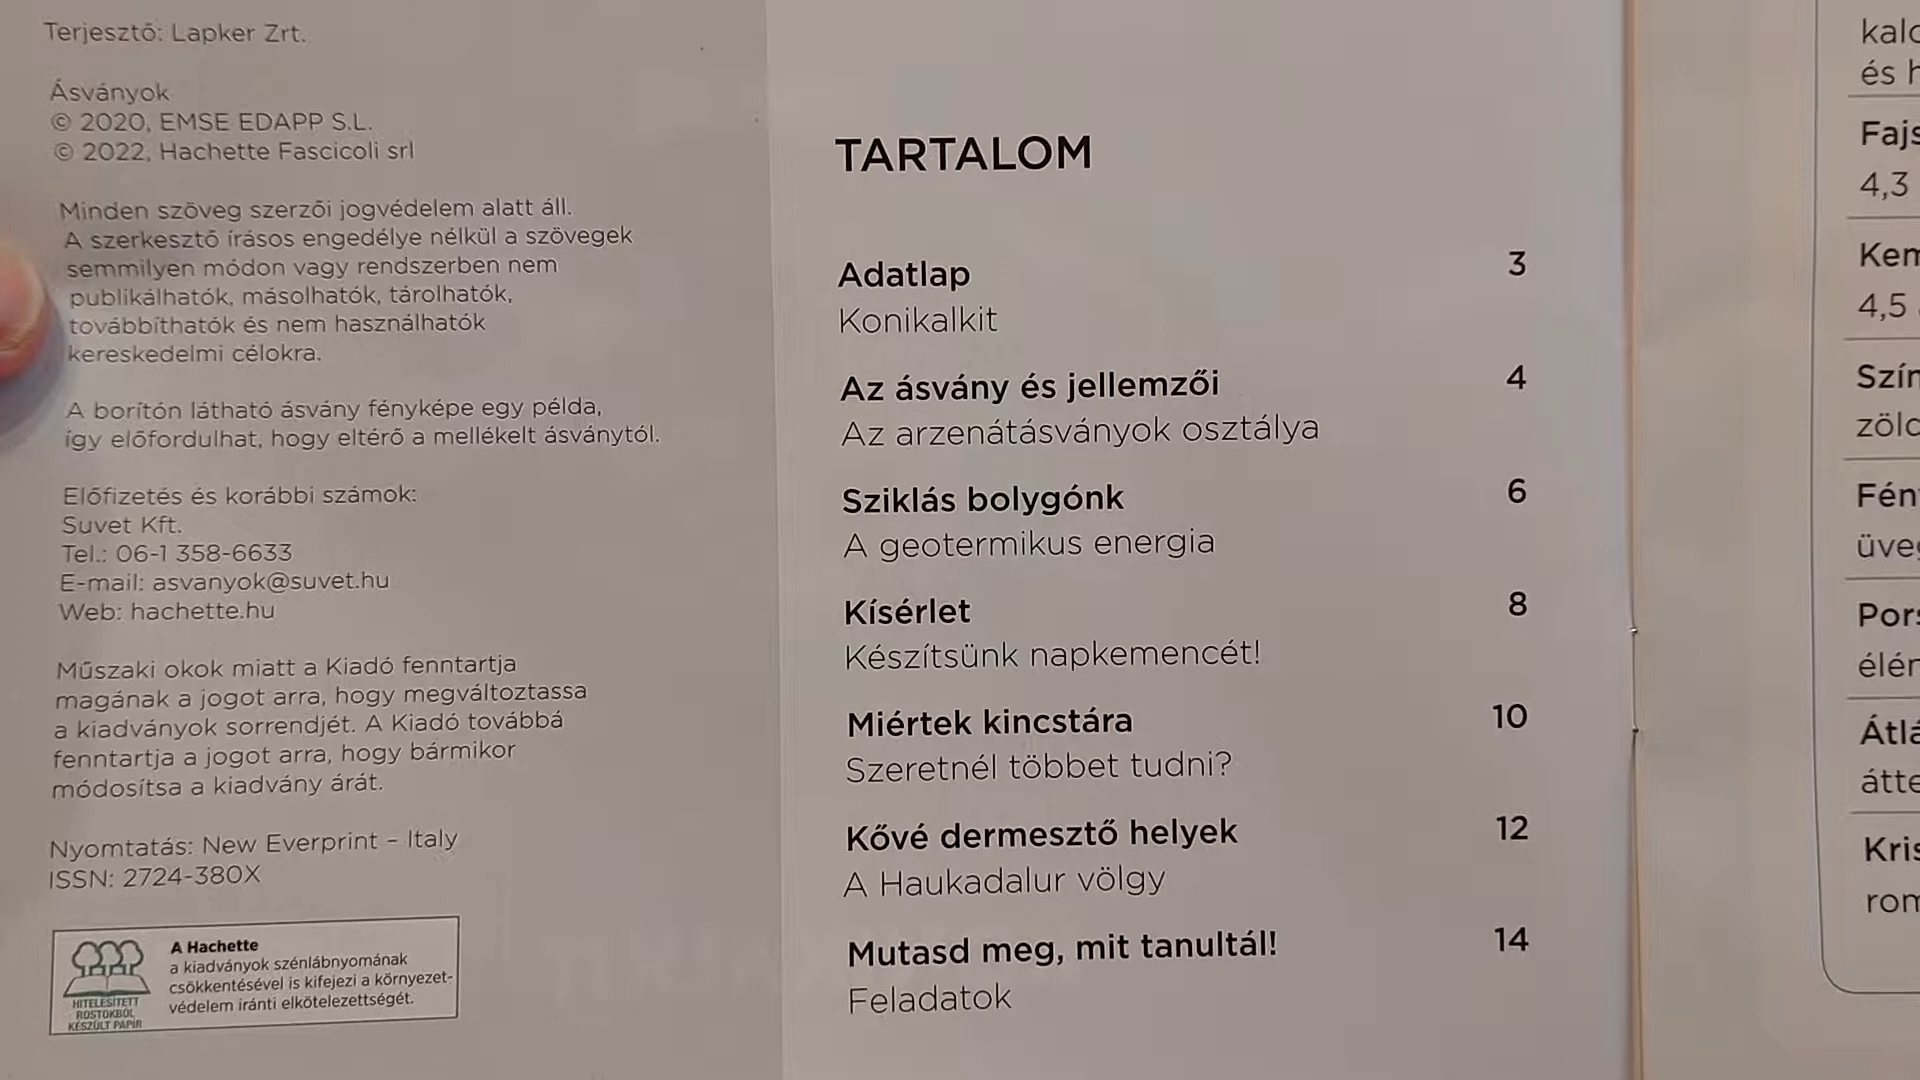 Terjesztő: Lapker Zrt.
Ásványok
© 2020, EMSE EDAPP S.L.
© 2022, Hachette Fascicoli srl
Minden szöveg szerzői jogvédelem alatt áll.
A szerkesztő írásos engedélye nélkül a szövegek
semmilyen módon vagy rendszerben nem
publikálhatók, másolhatók, tárolhatók,
továbbíthatók és nem használhatók
kereskedelmi célokra.
A borítón látható ásvány fényképe egy példa,
így előfordulhat, hogy eltérő a mellékelt ásványtól.
Előfizetés és korábbi számok:
Suvet Kft.
Tel.: 06-1 358-6633
E-mail: asvanyok@suvet.hu
Web: hachette.hu
Műszaki okok miatt a Kiadó fenntartja
magának a jogot arra, hogy megváltoztassa
a kiadványok sorrendjét. A Kiadó továbbá
fenntartja a jogot arra, hogy bármikor
módosítsa a kiadvány árát.
Nyomtatás: New Everprint – Italy
ISSN: 2724-380X
HITELESÍTETT
ROSTOKBÓL
KÉSZÜLT PAPÍR
A Hachette
a kiadványok szénlábnyomának
csökkentésével is kifejezi a környezet-
védelem iránti elkötelezettségét.
TARTALOM
Adatlap 3
Konikalkit
Az ásvány és jellemzői 4
Az arzenátásványok osztálya
Sziklás bolygónk 6
A geotermikus energia
Kísérlet 8
Készítsünk napkemencét!
Miértek kincstára 10
Szeretnél többet tudni?
Kővé dermesztő helyek 12
A Haukadalur völgy
Mutasd meg, mit tanultál! 14
Feladatok
és
4,3
4,5